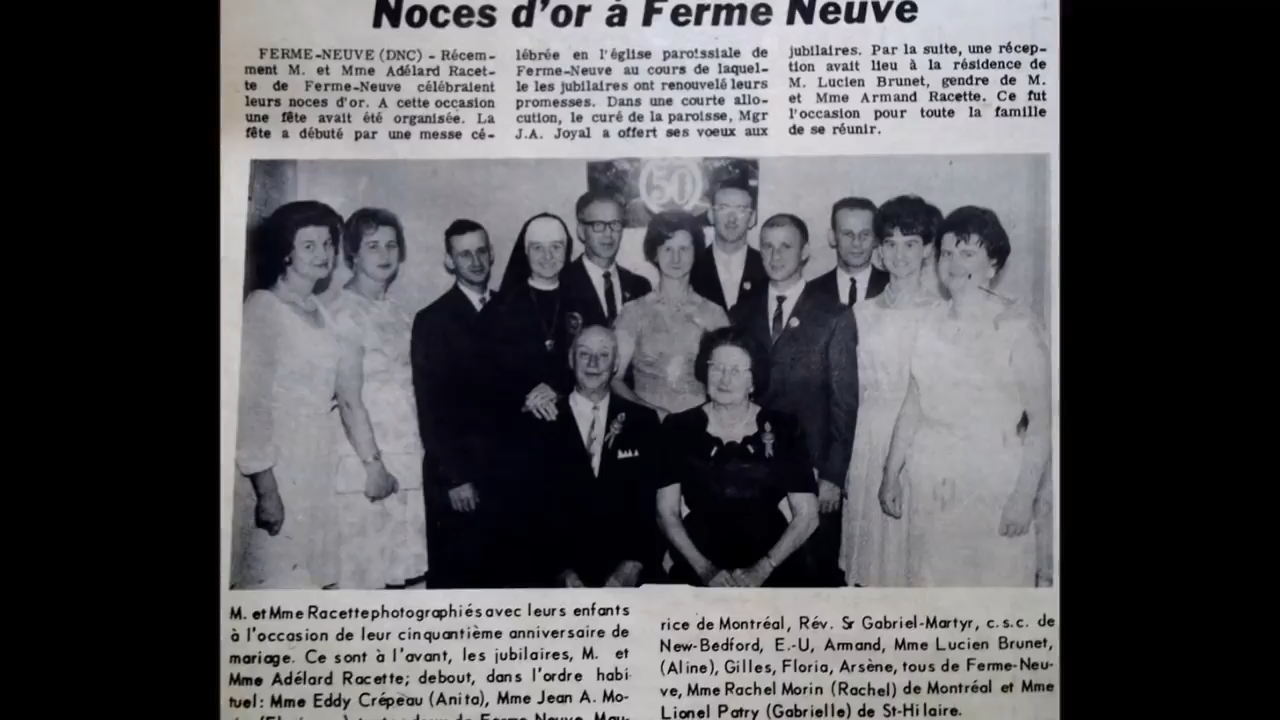 Noces d'or à Ferme Neuve
FERME-NEUVE (DNC) - Récem-
ment M. et Mme Adélard Racet-
te de Ferme-Neuve célébraient
leurs noces d'or. A cette occasion
une fête avait été organisée. La
fête a débuté par une messe cé-
lébrée en l'église paroissiale de
Ferme-Neuve au cours de laquel-
le les jubilaires ont renouvelé leurs
promesses. Dans une courte allo-
cution, le curé de la paroisse, Mgr
J.A. Joyal a offert ses voeux aux
jubilaires. Par la suite, une récep-
tion avait lieu à la résidence de
M. Lucien Brunet, gendre de M.
et Mme Armand Racette. Ce fut
l'occasion pour toute la famille
de se réunir.
50
M. et Mme Racette photographiés avec leurs enfants
à l'occasion de leur cinquantième anniversaire de
mariage. Ce sont à l'avant, les jubilaires, M. et
Mme Adélard Racette; debout, dans l'ordre habi
tuel: Mme Eddy Crépeau (Anita), Mme Jean A. Mo-
de Ferme Neuve, Mau-
rice de Montréal, Rév. Sr Gabriel-Martyr, c.s.c. de
New-Bedford, E.-U, Armand, Mme Lucien Brunet,
(Aline), Gilles, Floria, Arsène, tous de Ferme-Neu-
ve, Mme Rachel Morin (Rachel) de Montréal et Mme
Lionel Patry (Gabrielle) de St-Hilaire.